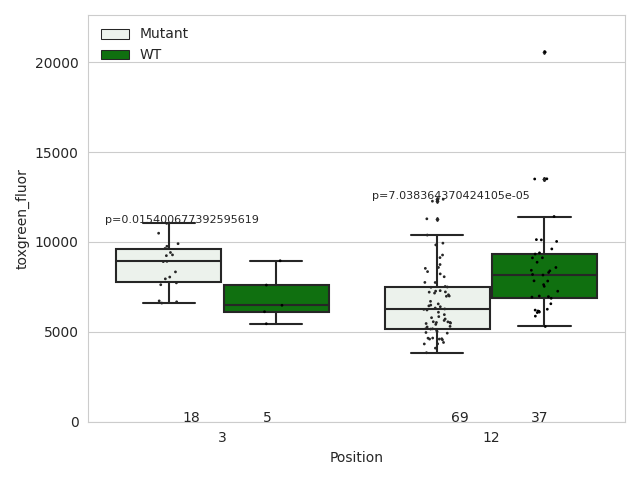 Mutant
WT
20000
15000
10000
5000
0
toxgreen_fluor
p=0.015400677392595619
p=7.038364370424105e-05
18
5
69
37
3
12
Position